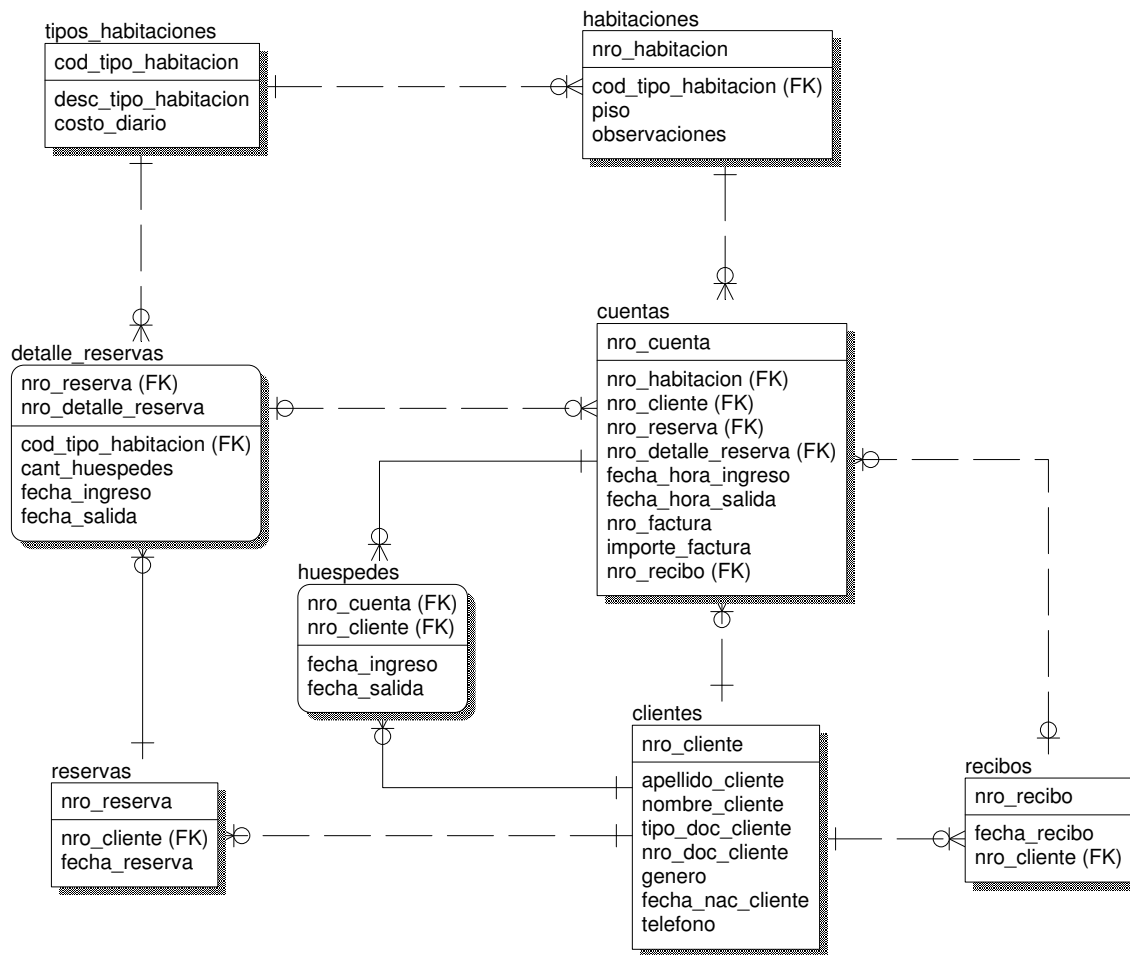 tipos_habitaciones
cod_tipo_habitacion
desc_tipo_habitacion
costo_diario
habitaciones
nro_habitacion
cod_tipo_habitacion (FK)
piso
observaciones
detalle_reservas
nro_reserva (FK)
nro_detalle_reserva
cod_tipo_habitacion (FK)
cant_huespedes
fecha_ingreso
fecha_salida
cuentas
nro_cuenta
nro_habitacion (FK)
nro_cliente (FK)
nro_reserva (FK)
nro_detalle_reserva (FK)
fecha_hora_ingreso
fecha_hora_salida
nro_factura
importe_factura
nro_recibo (FK)
huespedes
nro_cuenta (FK)
nro_cliente (FK)
fecha_ingreso
fecha_salida
reservas
nro_reserva
nro_cliente (FK)
fecha_reserva
clientes
nro_cliente
apellido_cliente
nombre_cliente
tipo_doc_cliente
nro_doc_cliente
genero
fecha_nac_cliente
telefono
recibos
nro_recibo
fecha_recibo
nro_cliente (FK)